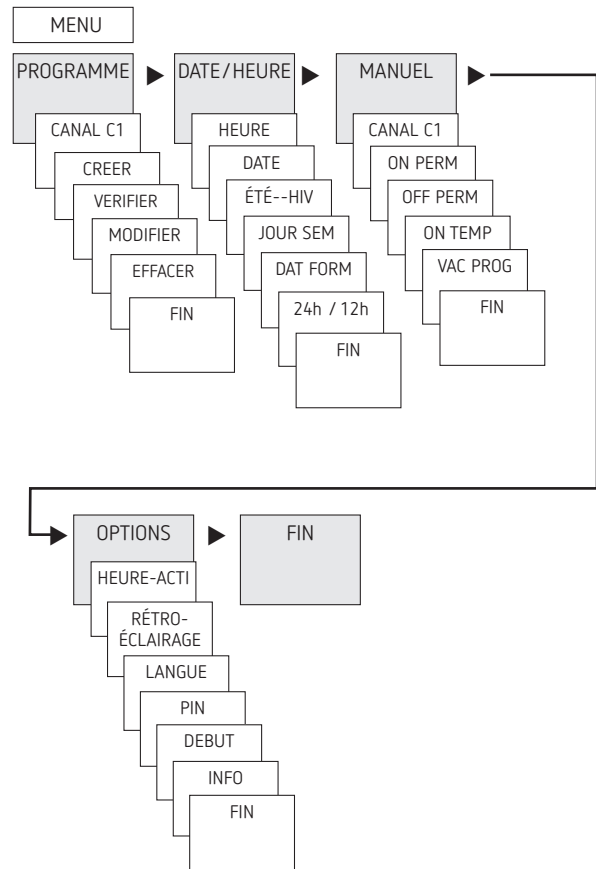 MENU
PROGRAMME
CANAL C1
CREER
VERIFIER
MODIFIER
EFFACER
FIN
DATE/HEURE
HEURE
DATE
ÉTÉ--HIV
JOUR SEM
DAT FORM
24h / 12h
FIN
MANUEL
CANAL C1
ON PERM
OFF PERM
ON TEMP
VAC PROG
FIN
OPTIONS
HEURE-ACTI
RÉTRO-
ÉCLAIRAGE
LANGUE
PIN
DEBUT
INFO
FIN
FIN